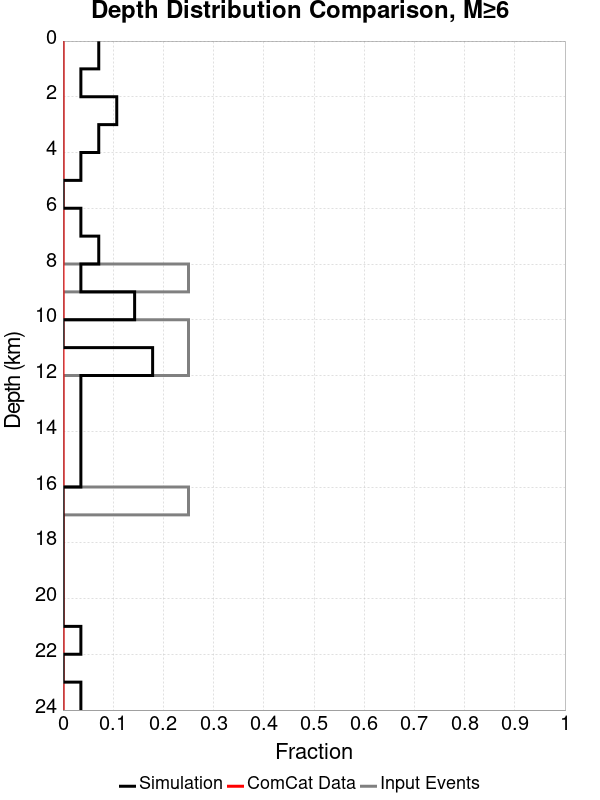 Depth Distribution Comparison, M≥6
0
2
4
6
8
10
12
14
16
18
20
22
24
Depth (km)
0 0.1 0.2 0.3 0.4 0.5 0.6 0.7 0.8 0.9 1
Fraction
Simulation ComCat Data Input Events